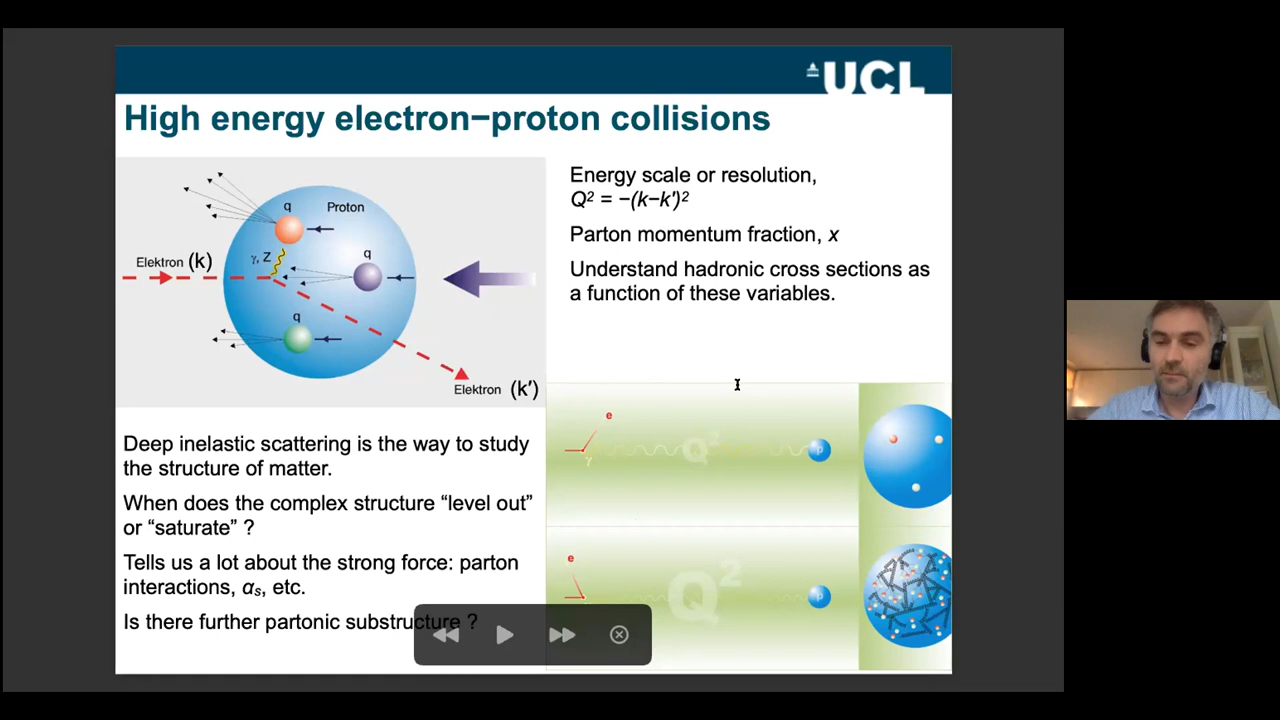 UCL
High energy electron−proton collisions
q
Proton
γ, Z
q
Elektron (k)
q
Elektron (k′)
Energy scale or resolution,
Q² = −(k−k′)²
Parton momentum fraction, x
Understand hadronic cross sections as
a function of these variables.
Deep inelastic scattering is the way to study
the structure of matter.
When does the complex structure “level out”
or “saturate” ?
Tells us a lot about the strong force: parton
interactions, αs, etc.
Is there further partonic substructure ?
e
γ
Q²
p
e
Q²
p